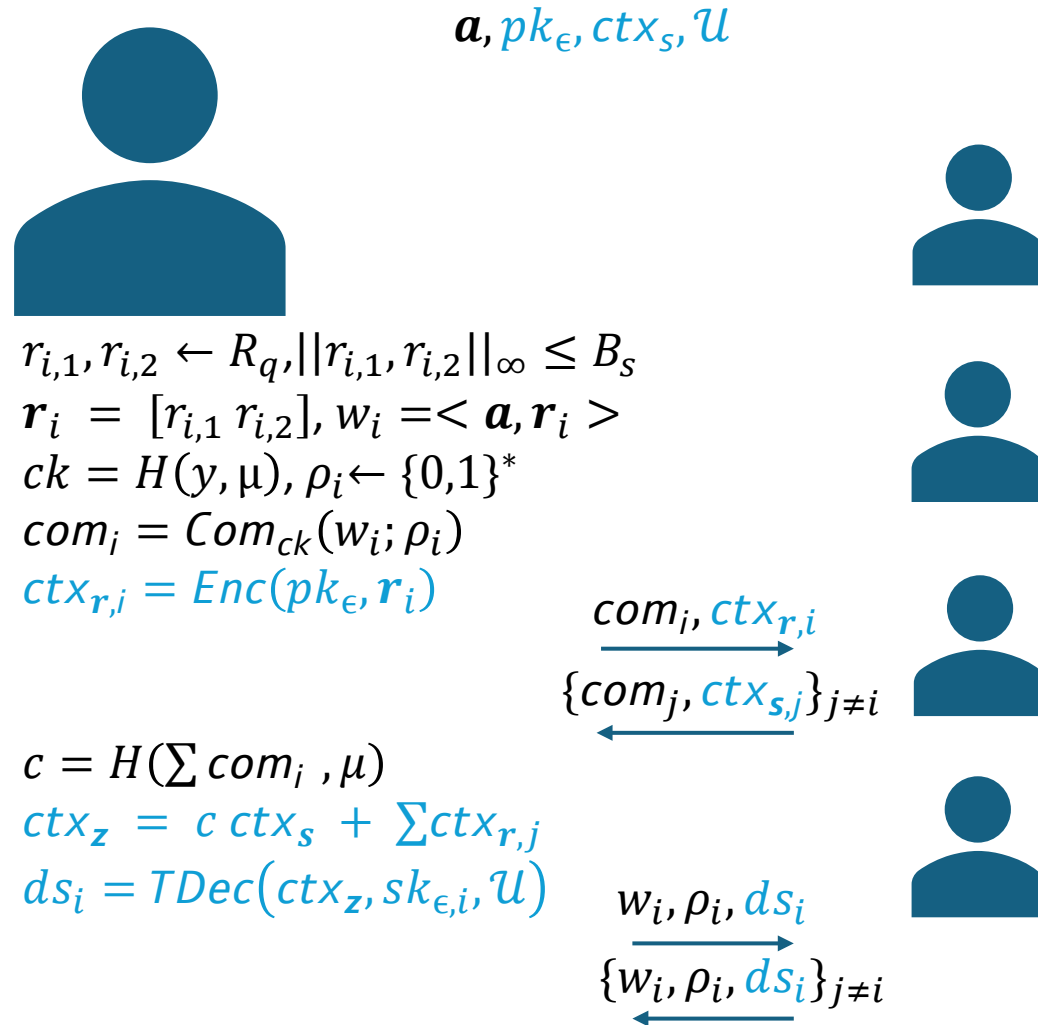 𝒂, pk_ϵ, ctx_s, 𝒰
r_{i,1}, r_{i,2} ← R_q, ||r_{i,1}, r_{i,2}||_∞ ≤ B_s
𝒓_i = [r_{i,1} r_{i,2}], w_i =< 𝒂, 𝒓_i >
ck = H(y, μ), ρ_i ← {0,1}^*
com_i = Com_{ck}(w_i; ρ_i)
ctx_{𝒓,i} = Enc(pk_ϵ, 𝒓_i)
com_i, ctx_{𝒓,i}
{com_j, ctx_{𝒔,j}}_{j≠i}
c = H(∑ com_i , μ)
ctx_𝒛 = c ctx_𝒔 + ∑ctx_{𝒓,j}
ds_i = TDec(ctx_𝒛, sk_{ϵ,i}, 𝒰)
w_i, ρ_i, ds_i
{w_i, ρ_i, ds_i}_{j≠i}